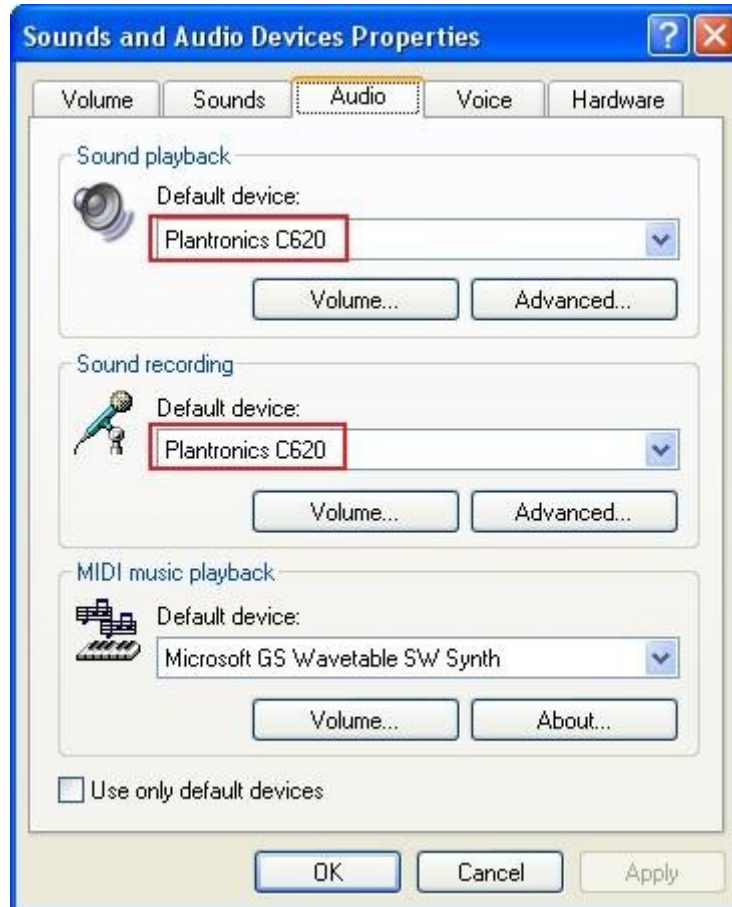 Sounds and Audio Devices Properties
Volume Sounds Audio Voice Hardware
Sound playback
Default device:
Plantronics C620
Volume... Advanced...
Sound recording
Default device:
Plantronics C620
Volume... Advanced...
MIDI music playback
Default device:
Microsoft GS Wavetable SW Synth
Volume... About...
Use only default devices
OK Cancel Apply